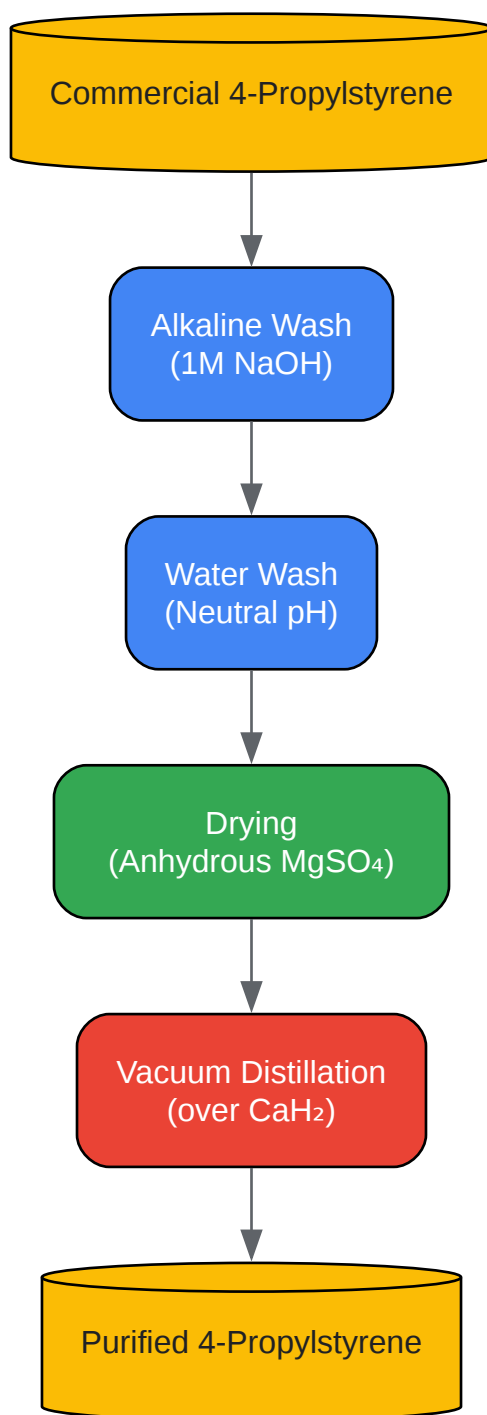 Commercial 4-Propylstyrene
Alkaline Wash
(1M NaOH)
Water Wash
(Neutral pH)
Drying
(Anhydrous MgSO₄)
Vacuum Distillation
(over CaH₂)
Purified 4-Propylstyrene